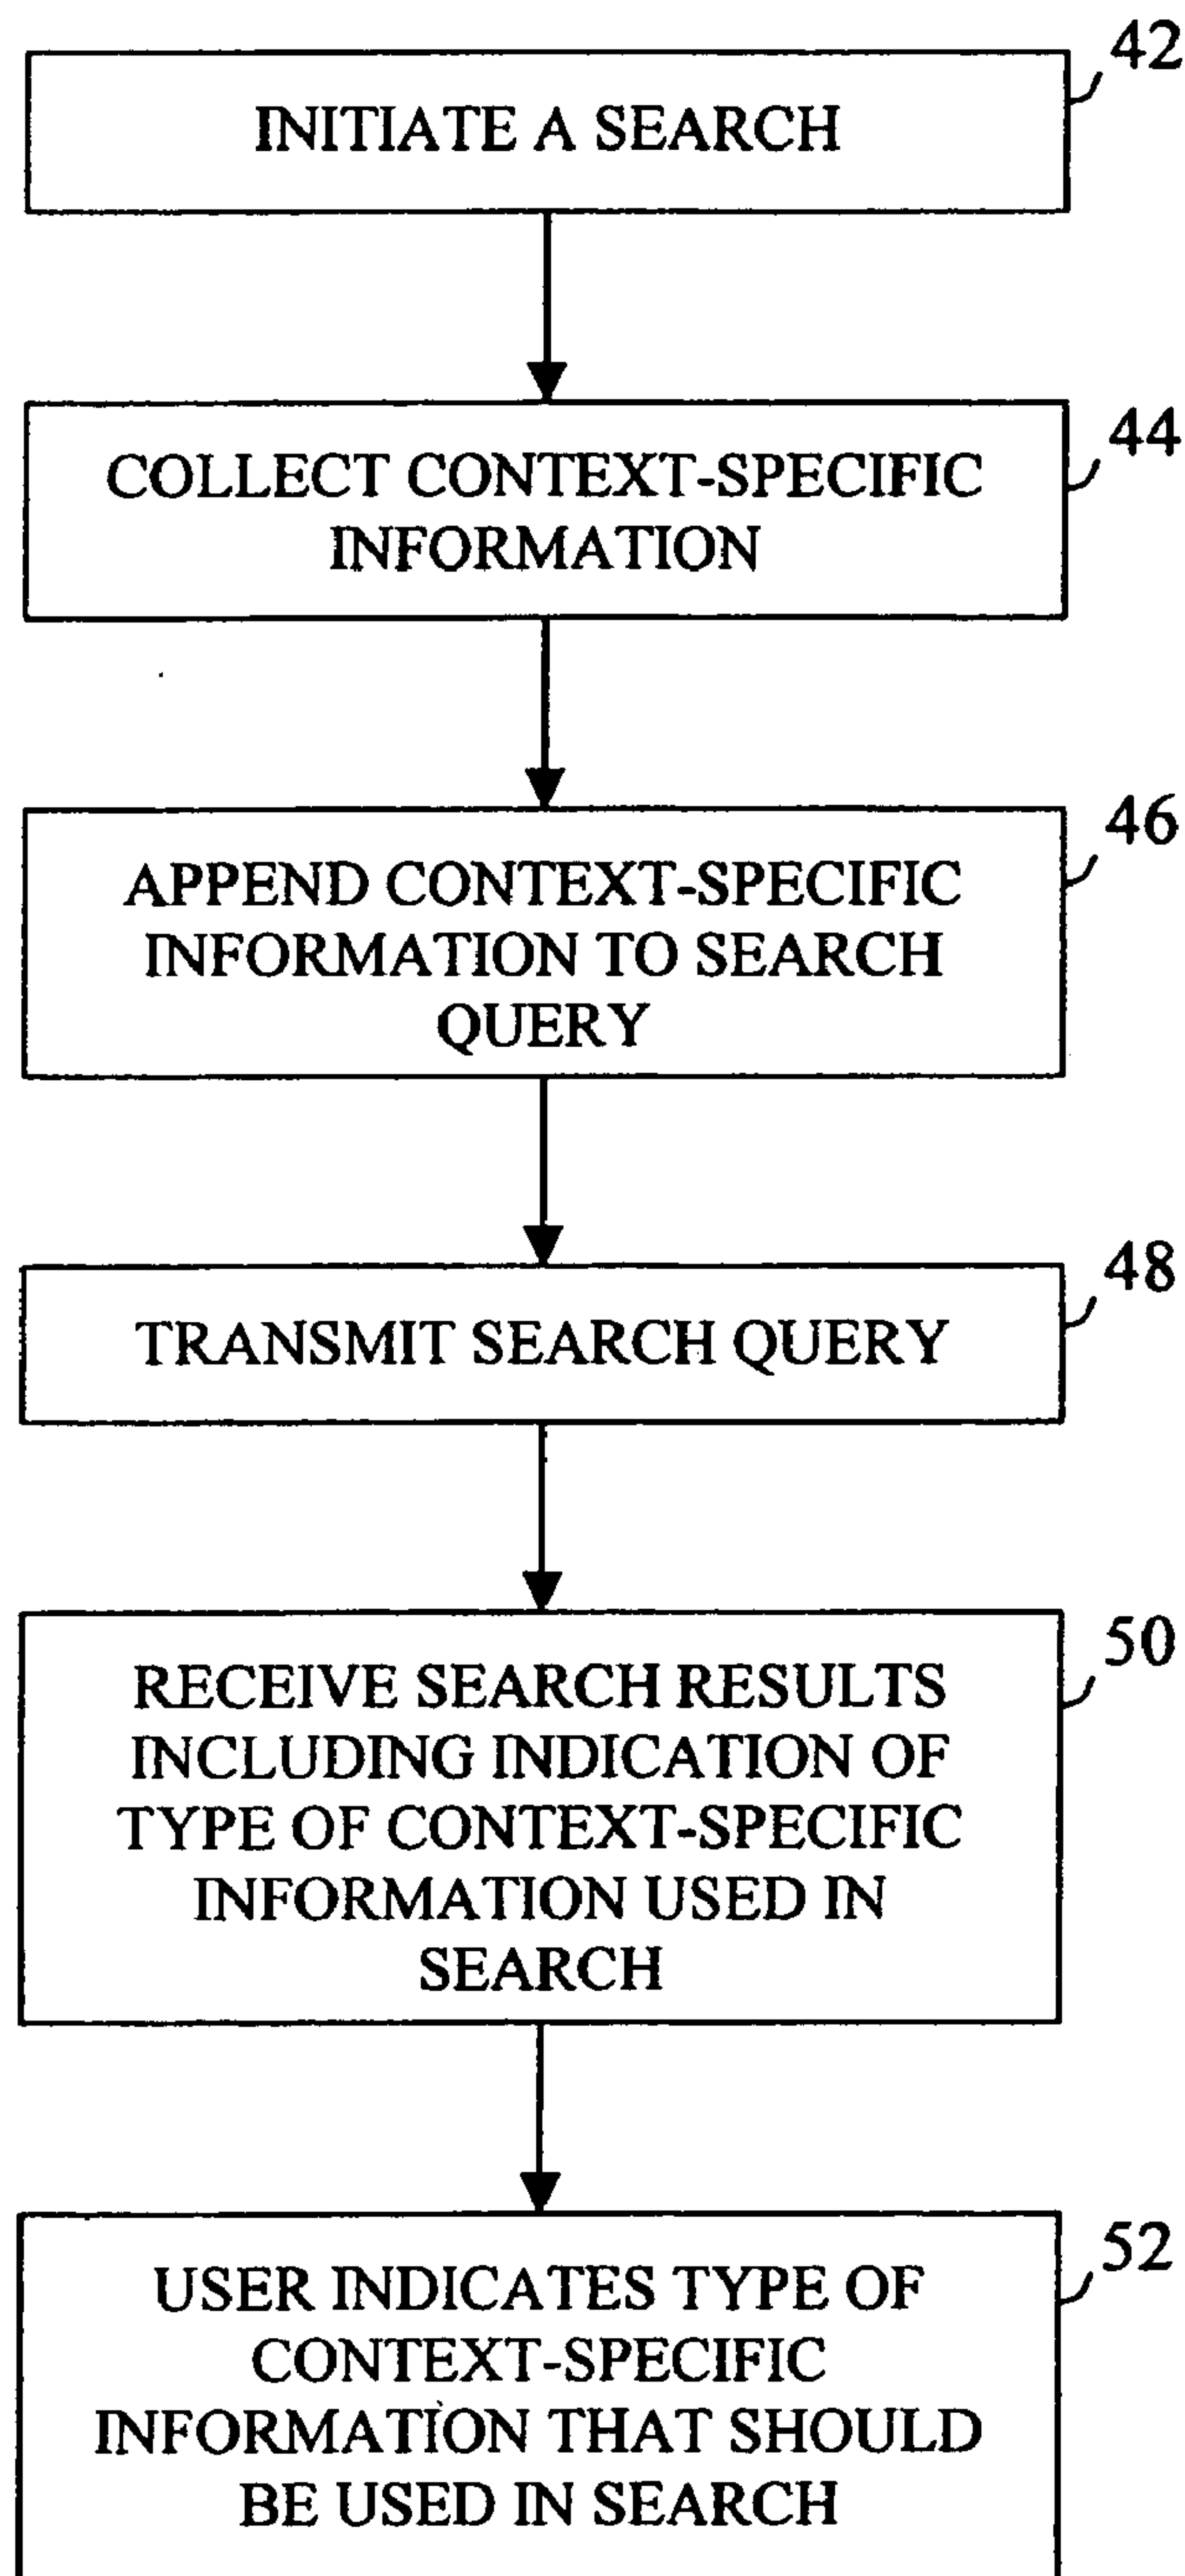 42
INITIATE A SEARCH
44
COLLECT CONTEXT-SPECIFIC
INFORMATION
46
APPEND CONTEXT-SPECIFIC
INFORMATION TO SEARCH
QUERY
48
TRANSMIT SEARCH QUERY
50
RECEIVE SEARCH RESULTS
INCLUDING INDICATION OF
TYPE OF CONTEXT-SPECIFIC
INFORMATION USED IN
SEARCH
52
USER INDICATES TYPE OF
CONTEXT-SPECIFIC
INFORMATION THAT SHOULD
BE USED IN SEARCH